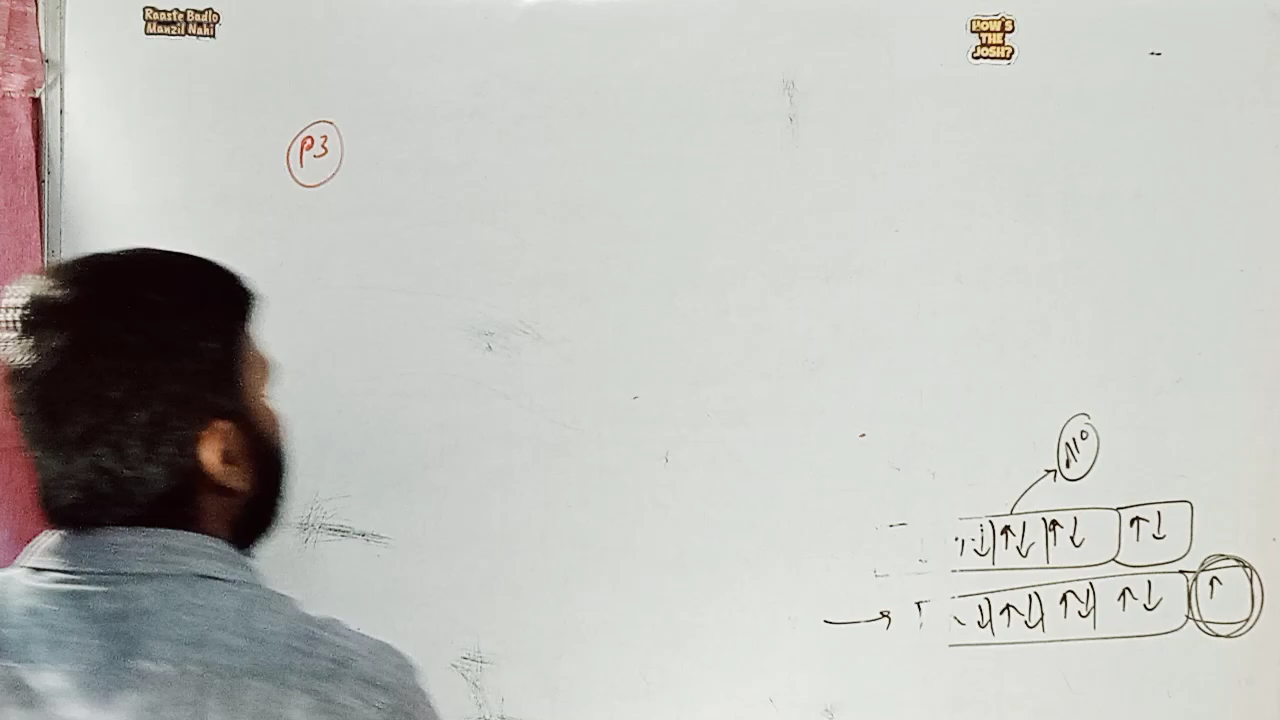 Raaste Badlo
Manzil Nahi
HOW'S
THE
JOSH?
P3
↑↓|↑↓ ↑↓
→ ↓|↑↓| ↑↓| ↑↓ ↑